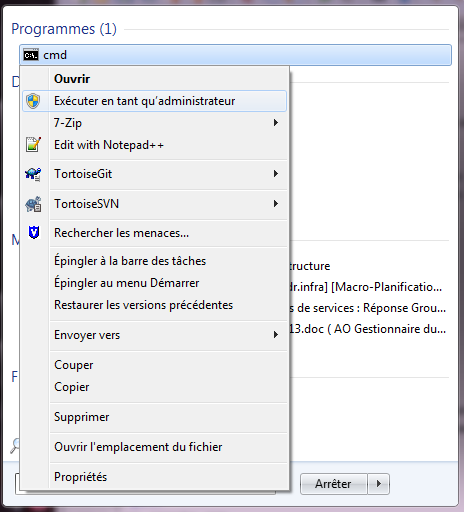 Programmes (1)
cmd
Ouvrir
Exécuter en tant qu'administrateur
7-Zip
Edit with Notepad++
TortoiseGit
TortoiseSVN
Rechercher les menaces...
Épingler à la barre des tâches
Épingler au menu Démarrer
tructure
Restaurer les versions précédentes
dr.infra] [Macro-Planificatio...
s de services : Réponse Grou...
Envoyer vers
13.doc ( AO Gestionnaire du...
Couper
Copier
Supprimer
Ouvrir l'emplacement du fichier
Propriétés
Arrêter